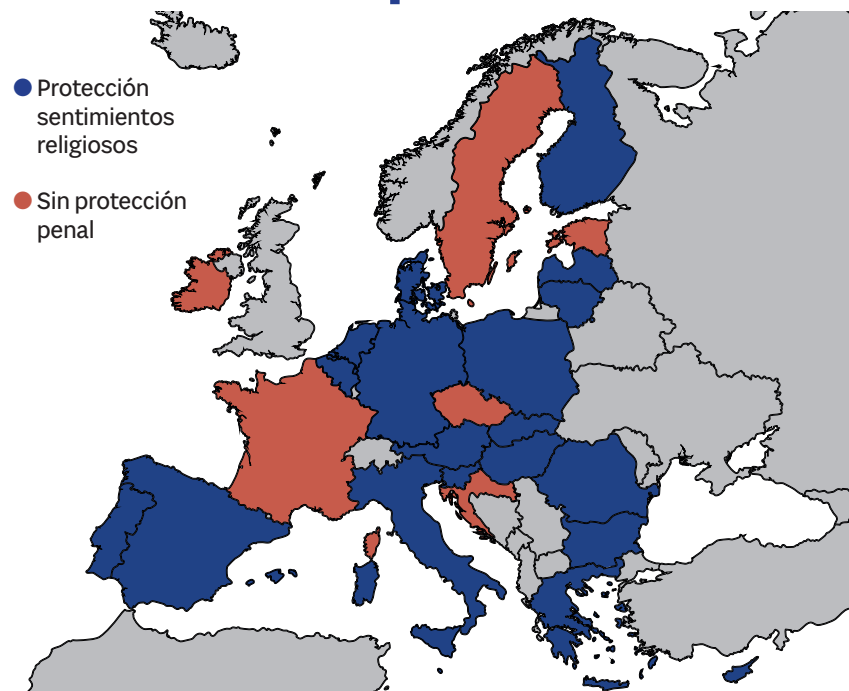 Protección
sentimientos
religiosos
Sin protección
penal